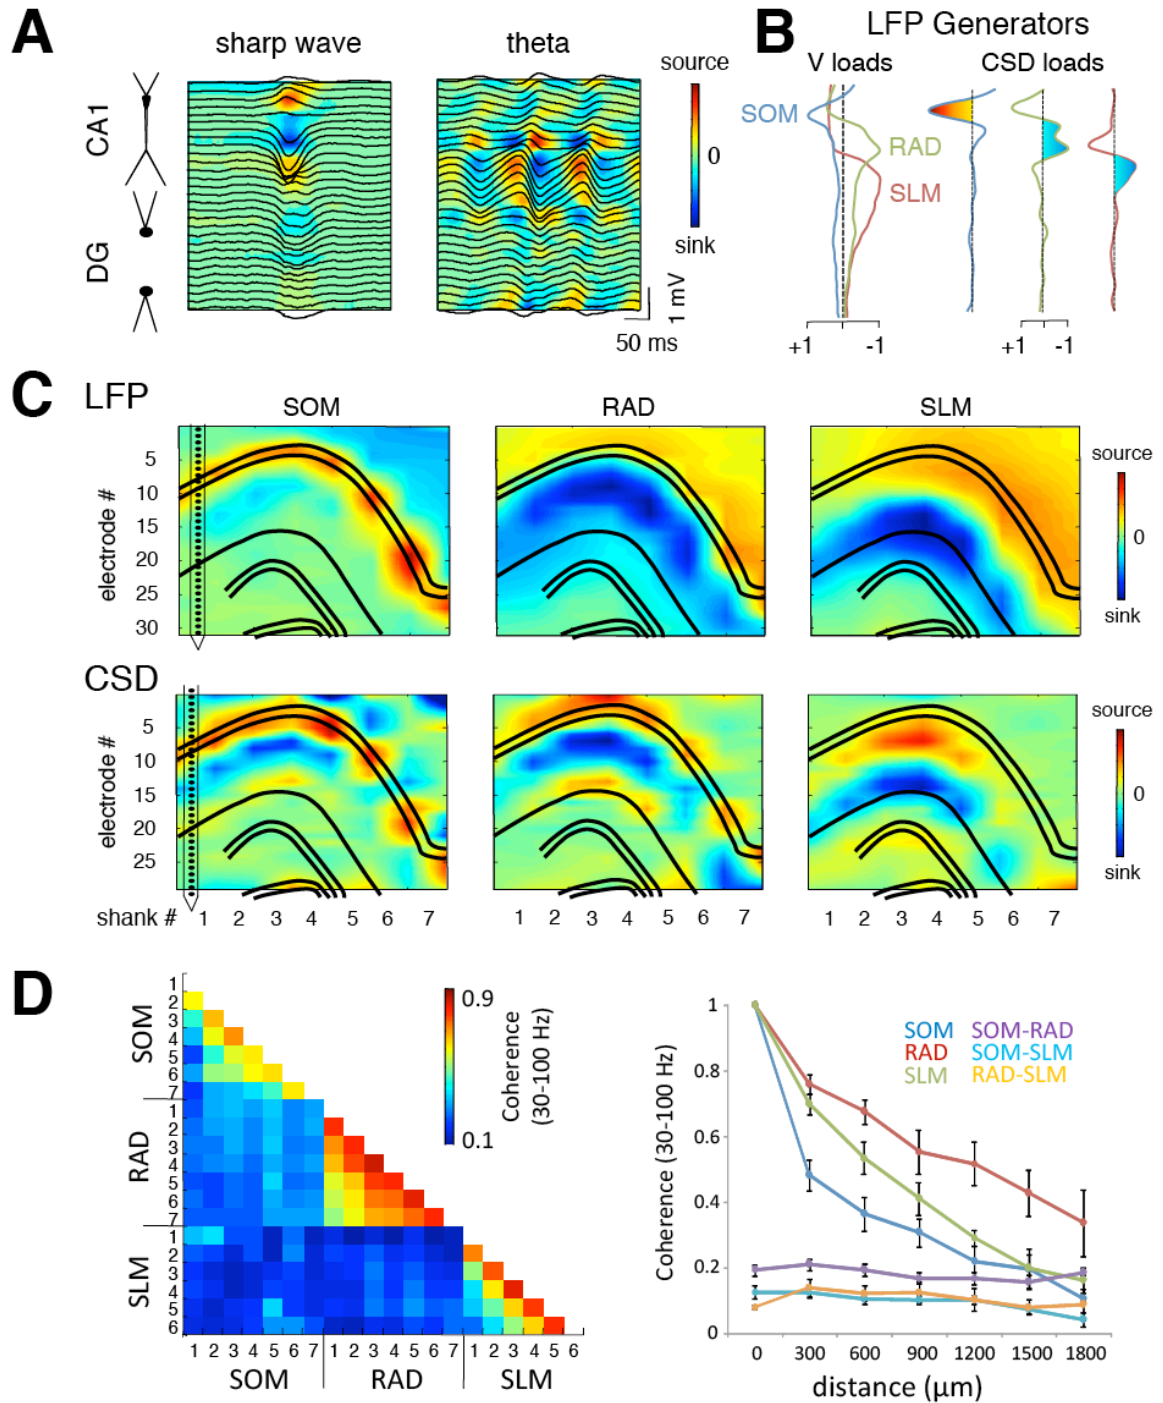 A
sharp wave
theta
source
0
sink
CA1
DG
1 mV
50 ms
B
LFP Generators
V loads
CSD loads
SOM
RAD
SLM
+1
-1
+1
-1
C
LFP
SOM
RAD
SLM
electrode #
5
10
15
20
25
30
source
0
sink
CSD
electrode #
5
10
15
20
25
source
0
sink
shank #
1 2 3 4 5 6 7
1 2 3 4 5 6 7
1 2 3 4 5 6 7
D
SOM
1
2
3
4
5
6
7
RAD
1
2
3
4
5
6
7
SLM
1
2
3
4
5
6
1 2 3 4 5 6 7 1 2 3 4 5 6 7 1 2 3 4 5 6
SOM RAD SLM
0.9
0.1
Coherence
(30-100 Hz)
Coherence (30-100 Hz)
1
0.8
0.6
0.4
0.2
0
SOM SOM-RAD
RAD SOM-SLM
SLM RAD-SLM
0 300 600 900 1200 1500 1800
distance (μm)